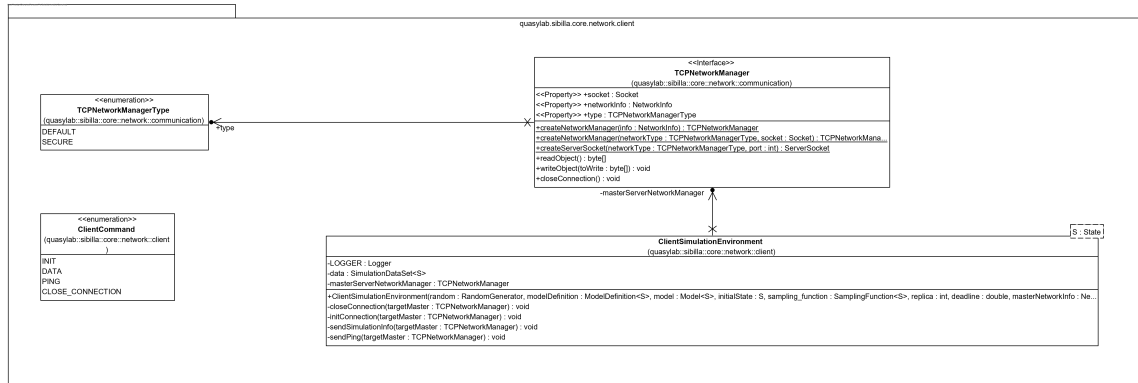 quasylab.sibilla.core.network.client
<<Interface>>
TCPNetworkManager
(quasylab::sibilla::core::network::communication)
<<Property>> +socket : Socket
<<Property>> +networkInfo : NetworkInfo
<<Property>> +type : TCPNetworkManagerType
+createNetworkManager(info : NetworkInfo) : TCPNetworkManager
+createNetworkManager(networkType : TCPNetworkManagerType, socket : Socket) : TCPNetworkMana...
+createServerSocket(networkType : TCPNetworkManagerType, port : int) : ServerSocket
+readObject() : byte[]
+writeObject(toWrite : byte[]) : void
+closeConnection() : void
<<enumeration>>
TCPNetworkManagerType
(quasylab::sibilla::core::network::communication)
DEFAULT
SECURE
+type
-masterServerNetworkManager
<<enumeration>>
ClientCommand
(quasylab::sibilla::core::network::client
)
INIT
DATA
PING
CLOSE_CONNECTION
S : State
ClientSimulationEnvironment
(quasylab::sibilla::core::network::client)
-LOGGER : Logger
-data : SimulationDataSet<S>
-masterServerNetworkManager : TCPNetworkManager
+ClientSimulationEnvironment(random : RandomGenerator, modelDefinition : ModelDefinition<S>, model : Model<S>, initialState : S, sampling_function : SamplingFunction<S>, replica : int, deadline : double, masterNetworkInfo : Ne...
-closeConnection(targetMaster : TCPNetworkManager) : void
-initConnection(targetMaster : TCPNetworkManager) : void
-sendSimulationInfo(targetMaster : TCPNetworkManager) : void
-sendPing(targetMaster : TCPNetworkManager) : void